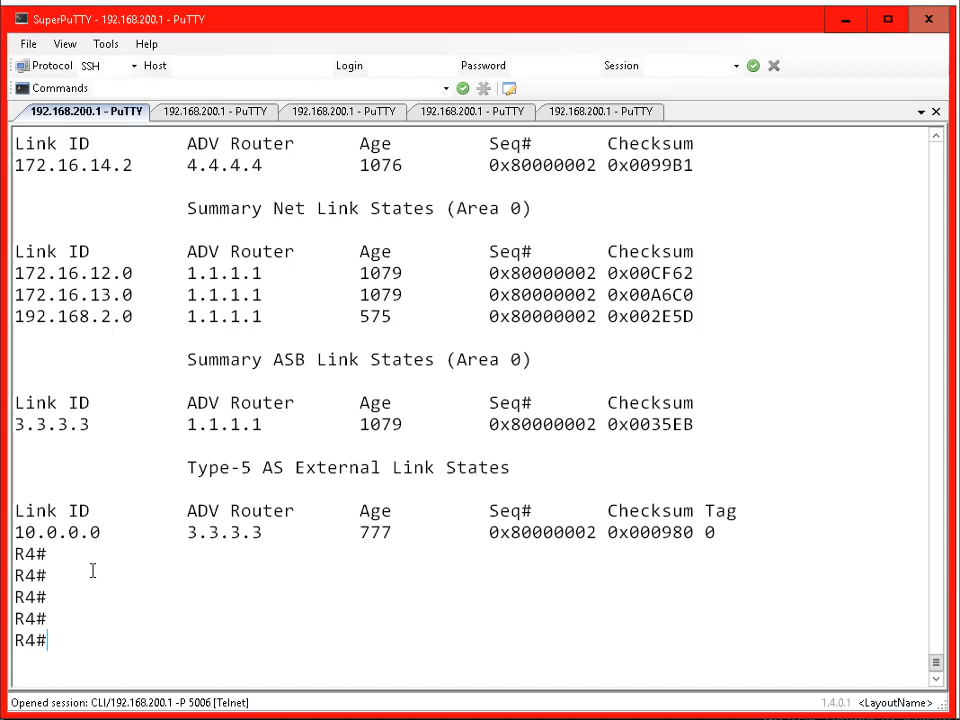 SuperPuTTY - 192.168.200.1 - PuTTY
File View Tools Help
Protocol SSH Host Login Password Session
Commands
192.168.200.1 - PuTTY 192.168.200.1 - PuTTY 192.168.200.1 - PuTTY 192.168.200.1 - PuTTY 192.168.200.1 - PuTTY
Link ID ADV Router Age Seq# Checksum
172.16.14.2 4.4.4.4 1076 0x80000002 0x0099B1
Summary Net Link States (Area 0)
Link ID ADV Router Age Seq# Checksum
172.16.12.0 1.1.1.1 1079 0x80000002 0x00CF62
172.16.13.0 1.1.1.1 1079 0x80000002 0x00A6C0
192.168.2.0 1.1.1.1 575 0x80000002 0x002E5D
Summary ASB Link States (Area 0)
Link ID ADV Router Age Seq# Checksum
3.3.3.3 1.1.1.1 1079 0x80000002 0x0035EB
Type-5 AS External Link States
Link ID ADV Router Age Seq# Checksum Tag
10.0.0.0 3.3.3.3 777 0x80000002 0x000980 0
R4#
R4#
R4#
R4#
R4#
Opened session: CLI/192.168.200.1 -P 5006 [Telnet] 1.4.0.1 <LayoutName>